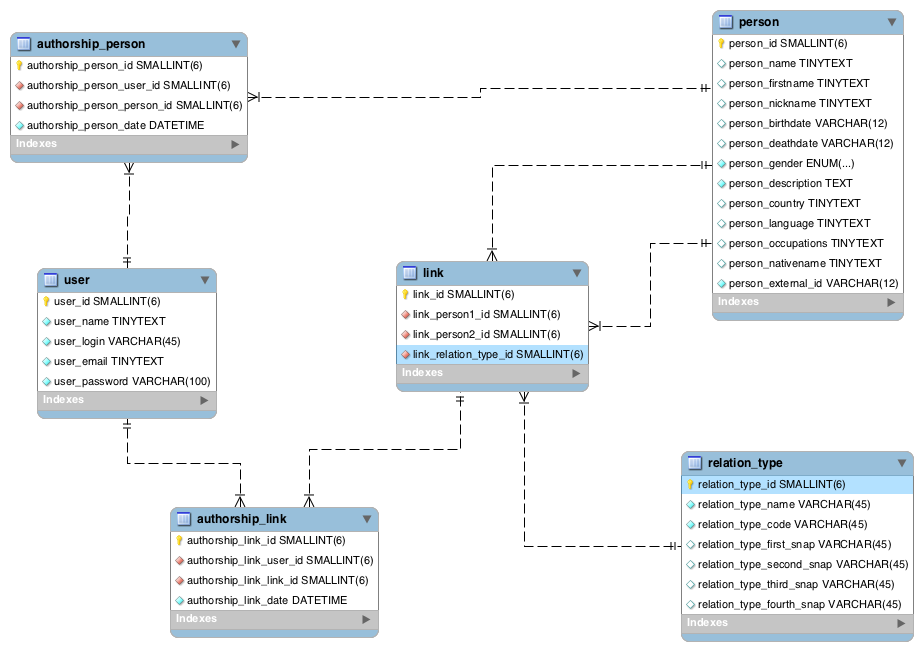 authorship_person
authorship_person_id SMALLINT(6)
authorship_person_user_id SMALLINT(6)
authorship_person_person_id SMALLINT(6)
authorship_person_date DATETIME
Indexes
person
person_id SMALLINT(6)
person_name TINYTEXT
person_firstname TINYTEXT
person_nickname TINYTEXT
person_birthdate VARCHAR(12)
person_deathdate VARCHAR(12)
person_gender ENUM(...)
person_description TEXT
person_country TINYTEXT
person_language TINYTEXT
person_occupations TINYTEXT
person_nativename TINYTEXT
person_external_id VARCHAR(12)
Indexes
user
user_id SMALLINT(6)
user_name TINYTEXT
user_login VARCHAR(45)
user_email TINYTEXT
user_password VARCHAR(100)
Indexes
link
link_id SMALLINT(6)
link_person1_id SMALLINT(6)
link_person2_id SMALLINT(6)
link_relation_type_id SMALLINT(6)
Indexes
authorship_link
authorship_link_id SMALLINT(6)
authorship_link_user_id SMALLINT(6)
authorship_link_link_id SMALLINT(6)
authorship_link_date DATETIME
Indexes
relation_type
relation_type_id SMALLINT(6)
relation_type_name VARCHAR(45)
relation_type_code VARCHAR(45)
relation_type_first_snap VARCHAR(45)
relation_type_second_snap VARCHAR(45)
relation_type_third_snap VARCHAR(45)
relation_type_fourth_snap VARCHAR(45)
Indexes